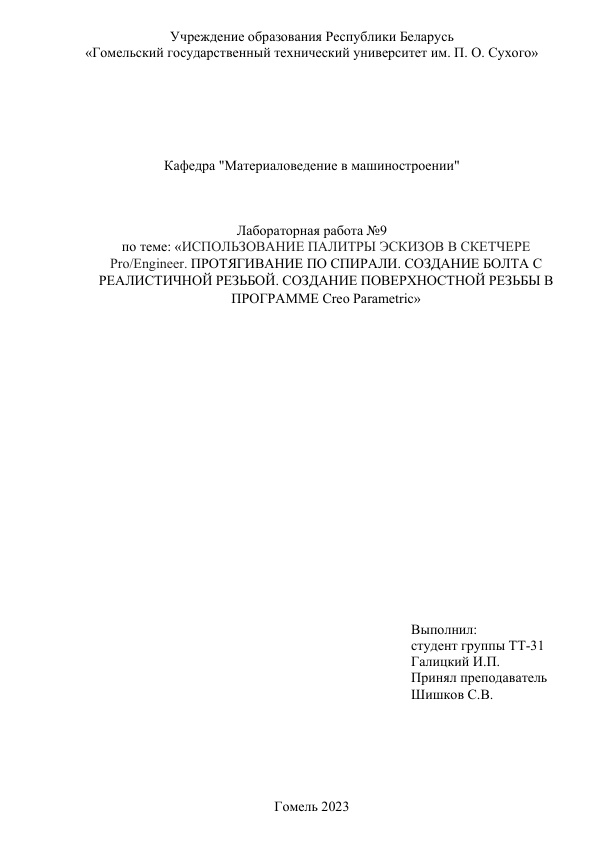 Учреждение образования Республики Беларусь
«Гомельский государственный технический университет им. П. О. Сухого»
Кафедра "Материаловедение в машиностроении"
Лабораторная работа №9
по теме: «ИСПОЛЬЗОВАНИЕ ПАЛИТРЫ ЭСКИЗОВ В СКЕТЧЕРЕ
Pro/Engineer. ПРОТЯГИВАНИЕ ПО СПИРАЛИ. СОЗДАНИЕ БОЛТА С
РЕАЛИСТИЧНОЙ РЕЗЬБОЙ. СОЗДАНИЕ ПОВЕРХНОСТНОЙ РЕЗЬБЫ В
ПРОГРАММЕ Creo Parametric»
Выполнил:
студент группы ТТ-31
Галицкий И.П.
Принял преподаватель
Шишков С.В.
Гомель 2023